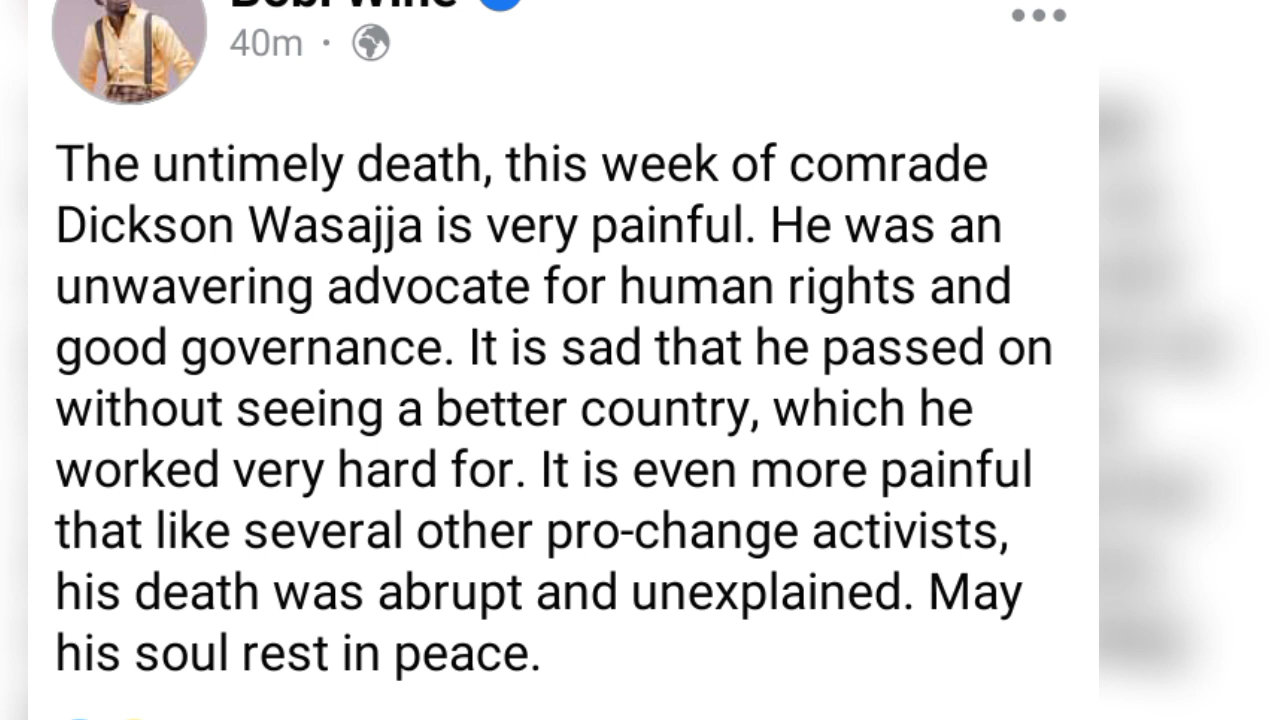 Bobi Wine
40m ·
The untimely death, this week of comrade
Dickson Wasajja is very painful. He was an
unwavering advocate for human rights and
good governance. It is sad that he passed on
without seeing a better country, which he
worked very hard for. It is even more painful
that like several other pro-change activists,
his death was abrupt and unexplained. May
his soul rest in peace.